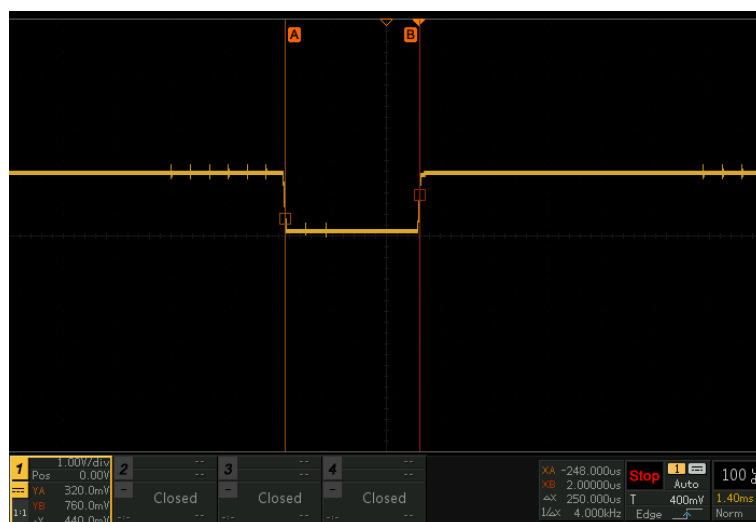 A B
1 1.00V/div
Pos 0.00V
YA 320.0mV
YB 760.0mV
1:1 440.0mV
2 --
--
Closed
-:- --
3 --
--
Closed
-:- --
4 --
--
Closed
-:- --
XA -248.000us
XB 2.00000us
△X 250.000us
1/△X 4.000kHz
Stop 1
Auto
T 400mV
Edge
100
1.40ms
Norm